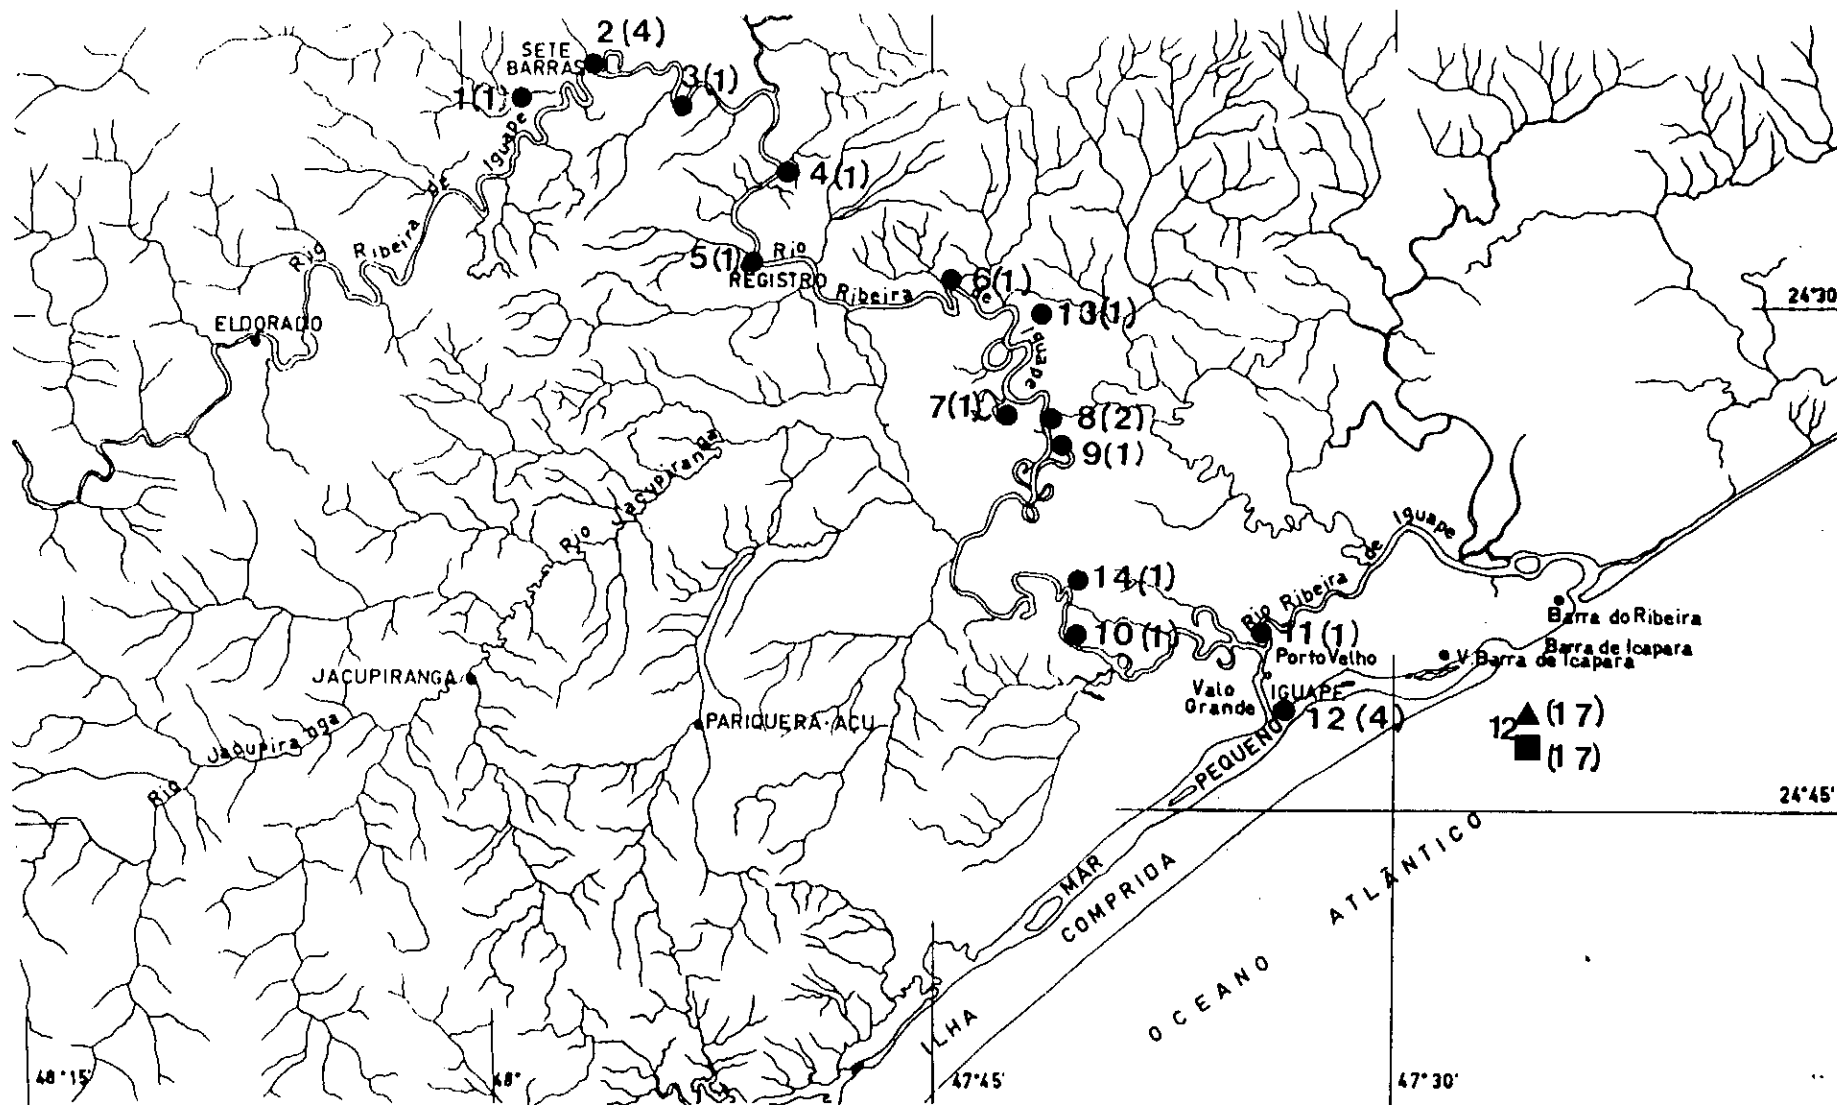 2(4)
SETE
BARRAS
3(1)
1(1)
Rio Ribeira de Iguape
4(1)
5(1)
REGISTRO
Rio Ribeira de Iguape
6(1)
13(1)
24°30'
ELDORADO
7(1)
8(2)
9(1)
Rio Jacupiranga
Rio Ribeira de Iguape
14(1)
10(1)
11(1)
Porto Velho
Barra do Ribeira
Barra de Icapara
V. Barra de Icapara
JACUPIRANGA
Valo
Grande
IGUAPE
12(4)
PARIQUERA-AÇU
Rio Jacupiranga
12
(17)
(17)
24°45'
MAR PEQUENO
ILHA COMPRIDA
OCEANO ATLÂNTICO
48°15'
48°
47°45'
47°30'